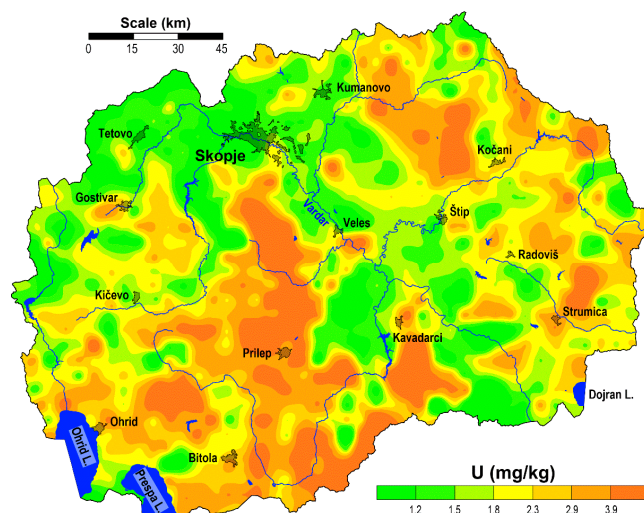 Scale (km)
0 15 30 45
Kumanovo
Tetovo
Skopje
Kočani
Gostivar
Vardar
Štip
Veles
Radoviš
Kičevo
Strumica
Kavadarci
Prilep
Dojran L.
Ohrid
Ohrid L.
Bitola
Prespa L.
U (mg/kg)
1.2 1.5 1.8 2.3 2.9 3.9